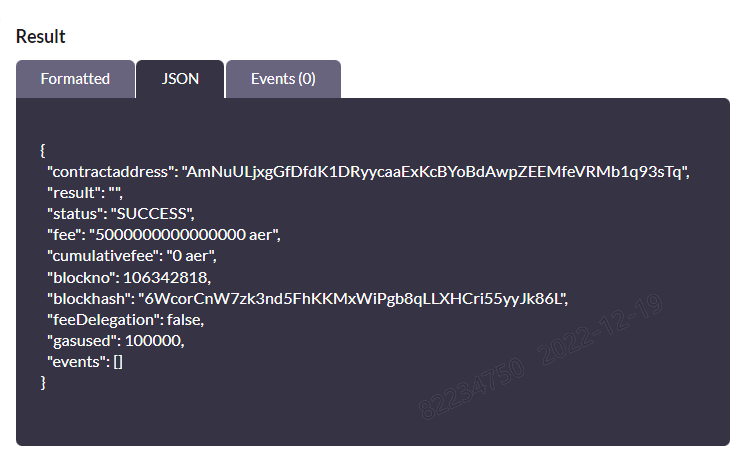 Result
Formatted
JSON
Events (0)
{
"contractaddress": "AmNuULjxgGfDfdK1DRyycaaExKcBYoBdAwpZEEMfeVRMb1q93sTq",
"result": "",
"status": "SUCCESS",
"fee": "5000000000000000 aer",
"cumulativefee": "0 aer",
"blockno": 106342818,
"blockhash": "6WcorCnW7zk3nd5FhKKMxWiPgb8qLLXHCri55yyJk86L",
"feeDelegation": false,
"gasused": 100000,
"events": []
}
82234750 2022-12-19